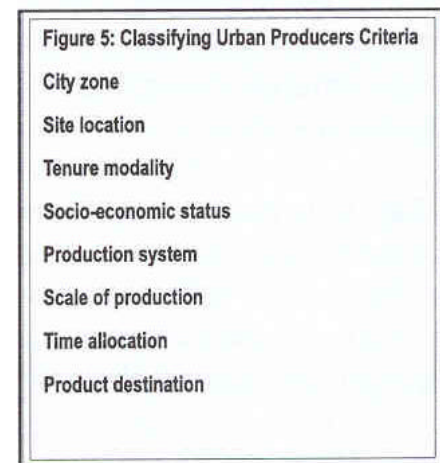 Figure 5: Classifying Urban Producers Criteria
City zone
Site location
Tenure modality
Socio-economic status
Production system
Scale of production
Time allocation
Product destination